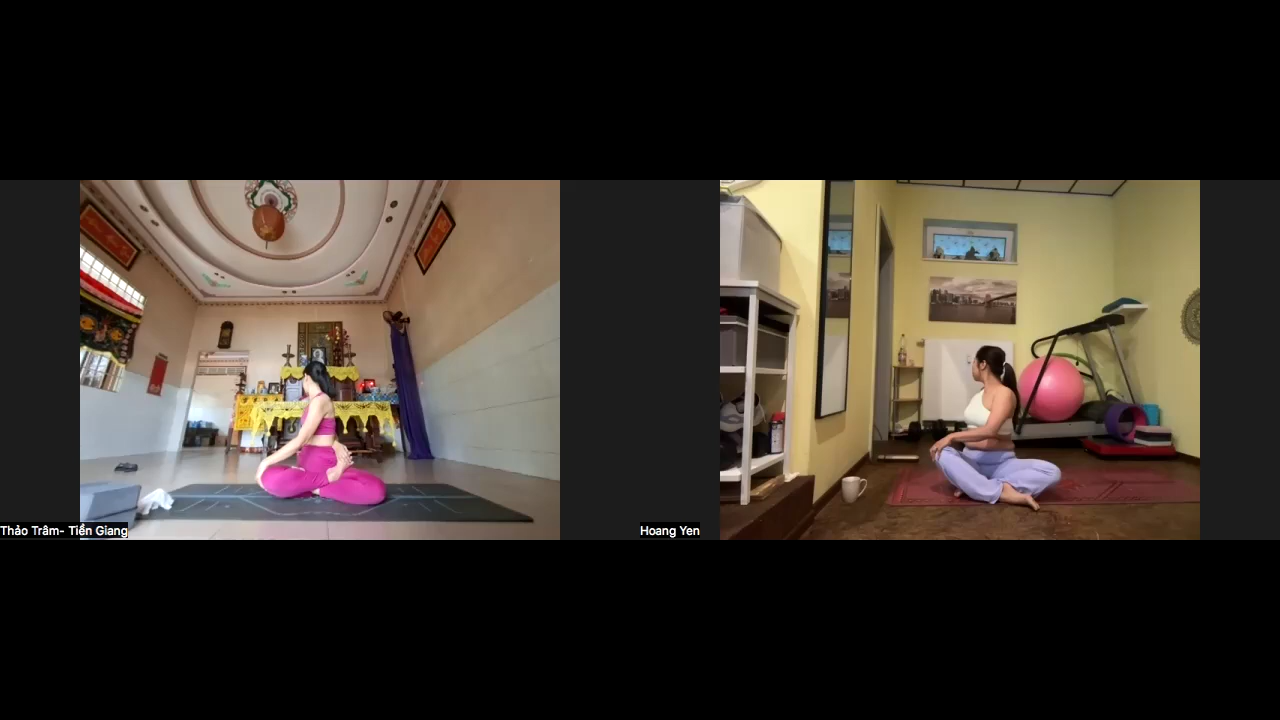 Thảo Trâm- Tiền Giang
Hoang Yen